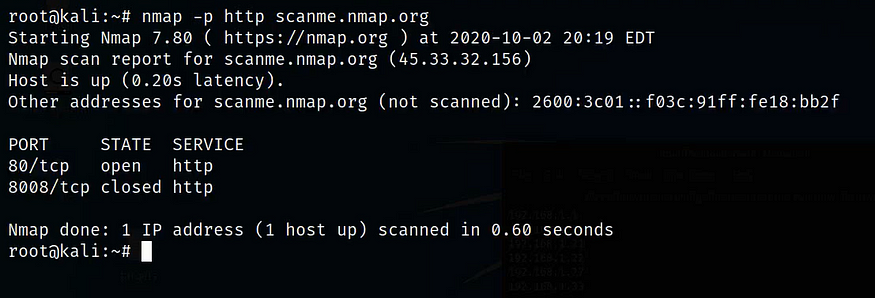 root@kali:~# nmap -p http scanme.nmap.org
Starting Nmap 7.80 ( https://nmap.org ) at 2020-10-02 20:19 EDT
Nmap scan report for scanme.nmap.org (45.33.32.156)
Host is up (0.20s latency).
Other addresses for scanme.nmap.org (not scanned): 2600:3c01::f03c:91ff:fe18:bb2f
PORT     STATE  SERVICE
80/tcp   open   http
8008/tcp closed http
Nmap done: 1 IP address (1 host up) scanned in 0.60 seconds
root@kali:~#